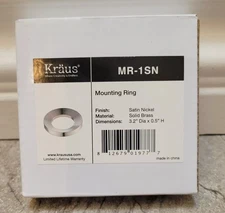 Kraus
MR-1SN
Mounting Ring
Finish: Satin Nickel
Material: Solid Brass
Dimensions: 3.2" Dia x 0.5" H
www.kraususa.com
Limited Lifetime Warranty
Made in china